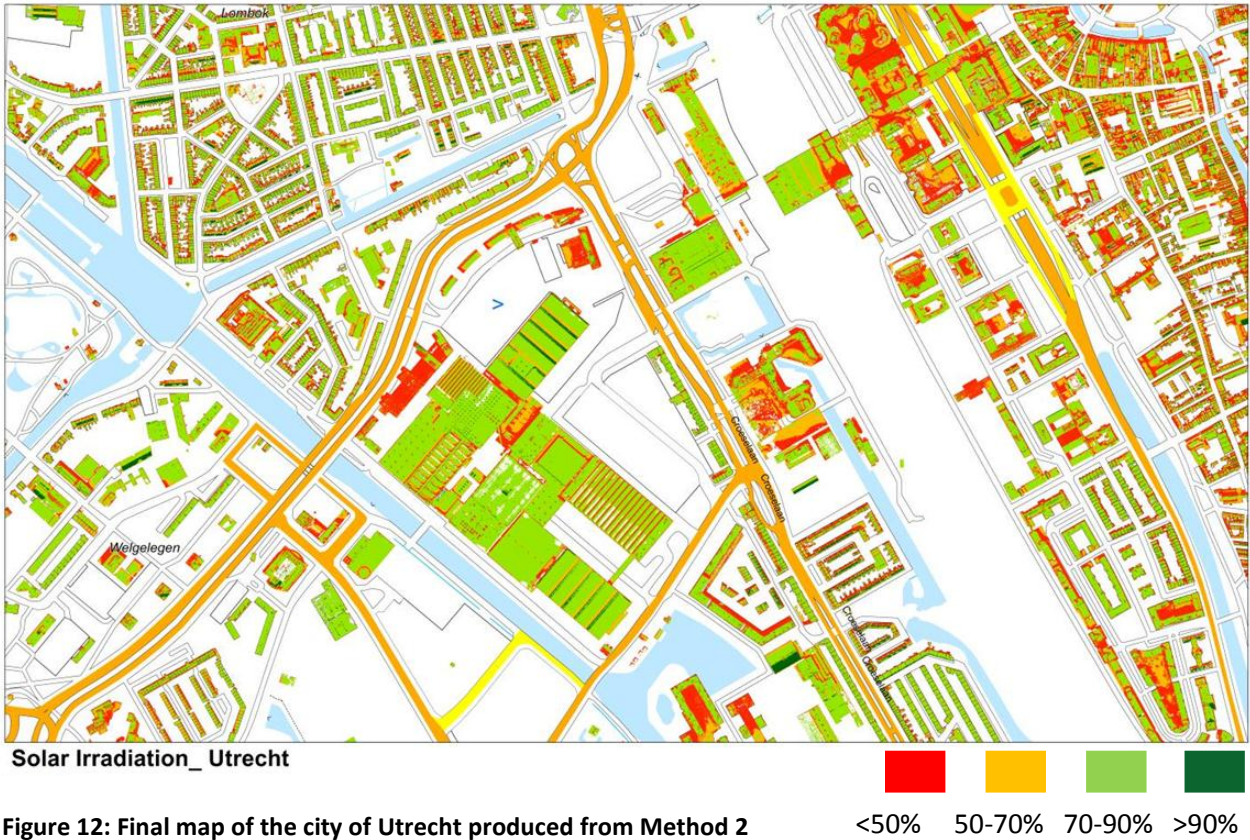 Lombok
>
Croeselaan
Croeselaan
Welgelegen
Croeselaan
Croeselaan
Solar Irradiation_ Utrecht
<50% 50-70% 70-90% >90%
Figure 12: Final map of the city of Utrecht produced from Method 2